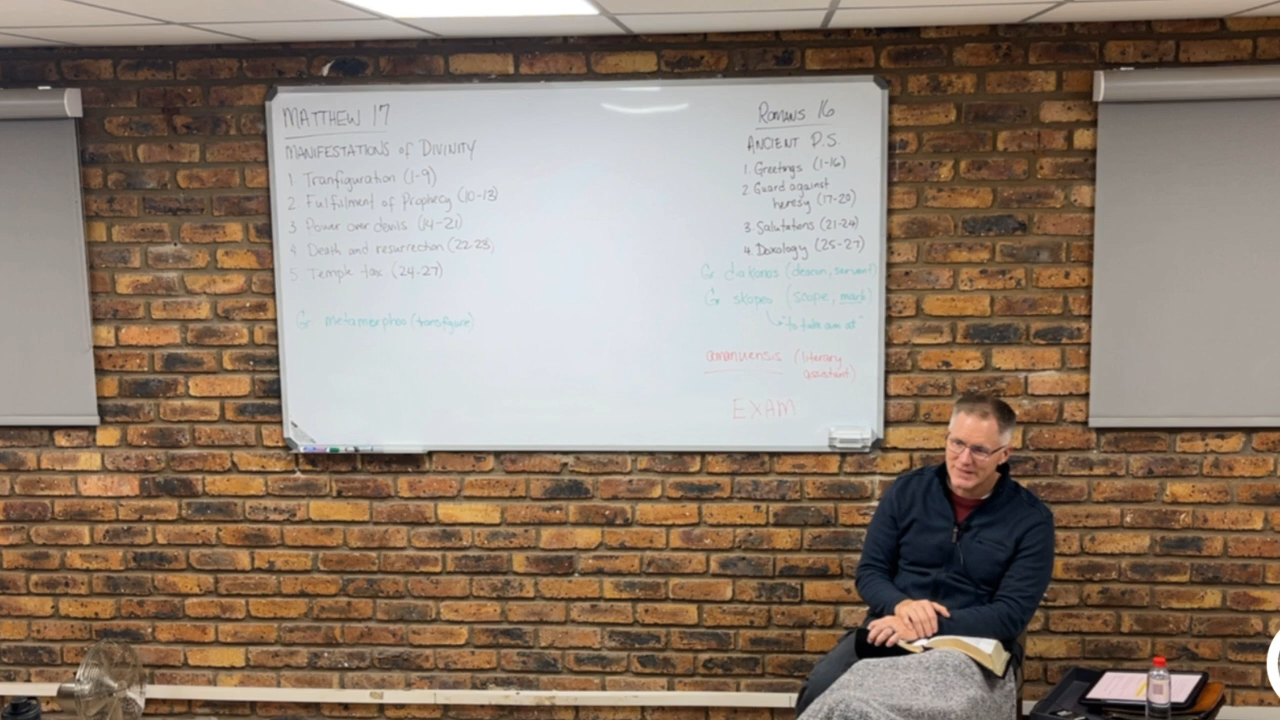 MATTHEW 17
MANIFESTATIONS of DIVINITY
1 Tranfiguration (1-9)
2 Fulfilment of Prophecy (10-13)
3 Power over devils (14-21)
4 Death and resurrection (22-23)
5 Temple tax (24-27)
Gr metamorphoo (transfigure)
ROMANS 16
ANCIENT P.S.
1. Greetings (1-16)
2. Guard against
heresy (17-20)
3. Salutations (21-24)
4. Doxology (25-27)
Gr diakonos (deacon, servant)
Gr skopeo (scope, mark)
"to take aim at"
amanuensis (literary
assistant)
EXAM